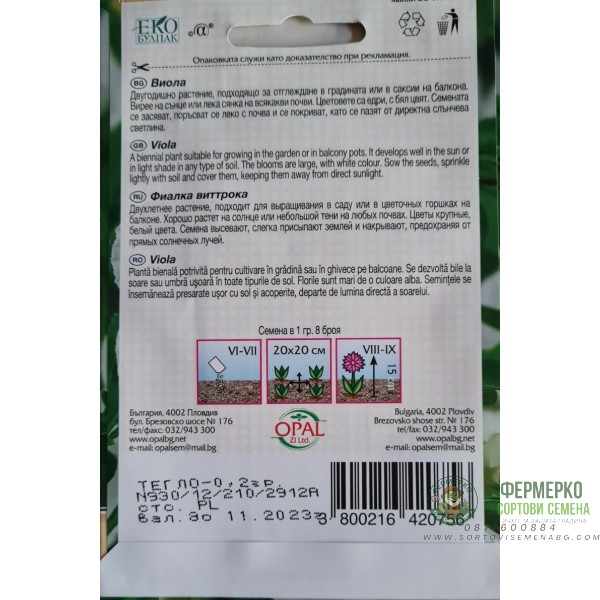 ЕКО
БУЛПАК
α
Опаковката служи като доказателство при рекламация.
BG Виола
Двугодишно растение, подходящо за отглеждане в градината или в саксии на балкона.
Вирее на слънце или лека сянка на всякакви почви. Цветовете са едри, с бял цвят. Семената
се засяват, поръсват се леко с почва и се покриват, като се пазят от директна слънчева
светлина.
GB Viola
A biennial plant suitable for growing in the garden or in balcony pots. It develops well in the sun or
in light shade in any type of soil. The blooms are large, with white colour. Sow the seeds, sprinkle
lightly with soil and cover them, keeping them away from direct sunlight.
RU Фиалка виттрока
Двухлетнее растение, подходит для выращивания в саду или в цветочных горшках на
балконе. Хорошо растет на солнце или небольшой тени на любых почвах. Цветы крупные,
белый цвета. Семена высевают, слегка присыпают землей и накрывают, предохраняя от
прямых солнечных лучей.
RO Viola
Plantă bienală potrivită pentru cultivare în grădină sau în ghivece pe balcoane. Se dezvoltă bile la
soare sau umbră ușoară în toate tipurile de sol. Florile sunt mari de o culoare alba. Semințele se
însemănează presarate ușor cu sol și acoperite, departe de lumina directă a soarelui.
Семена в 1 гр. 8 броя
VI-VII
20x20 см
VIII-IX
15 см
България, 4002 Пловдив
бул. Брезовско шосе № 176
тел/факс: 032/943 300
www.opalbg.net
opalsem@mail.bg
OPAL
ZJ Ltd.
Bulgaria, 4002 Plovdiv
Brezovsko shose str. № 176
tel/fax: 032/943 300
www.opalbg.net
opalsem@mail.bg
ТЕГЛО-0,2гр.
N930/12/210/2912A
сто. PL
вал.до 11.2023г
3 800216 420756
ФЕРМЕРКО
СОРТОВИ СЕМЕНА
WWW.SORTOVISEMENABG.COM